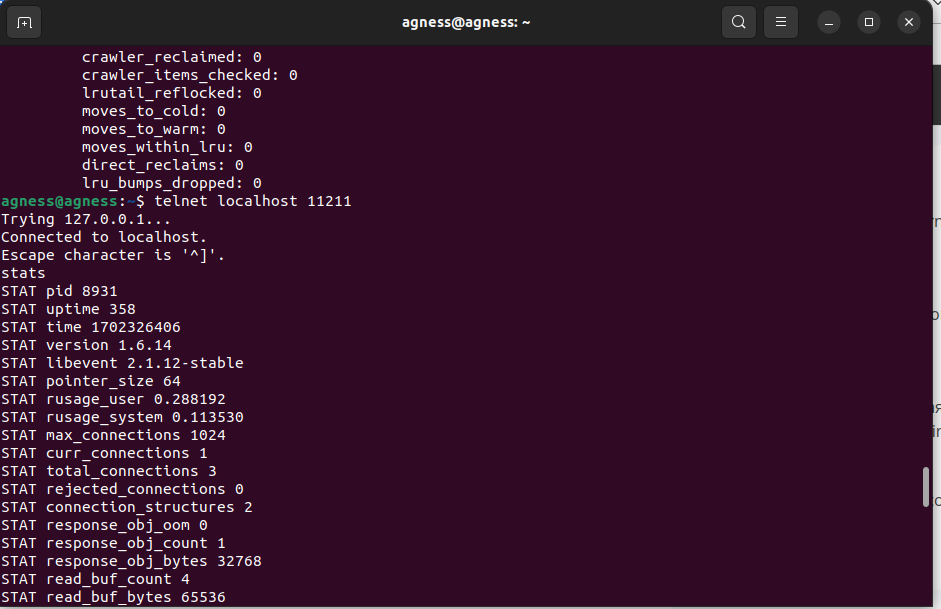 agness@agness: ~
crawler_reclaimed: 0
crawler_items_checked: 0
lrutail_reflocked: 0
moves_to_cold: 0
moves_to_warm: 0
moves_within_lru: 0
direct_reclaims: 0
lru_bumps_dropped: 0
agness@agness:~$ telnet localhost 11211
Trying 127.0.0.1...
Connected to localhost.
Escape character is '^]'.
stats
STAT pid 8931
STAT uptime 358
STAT time 1702326406
STAT version 1.6.14
STAT libevent 2.1.12-stable
STAT pointer_size 64
STAT rusage_user 0.288192
STAT rusage_system 0.113530
STAT max_connections 1024
STAT curr_connections 1
STAT total_connections 3
STAT rejected_connections 0
STAT connection_structures 2
STAT response_obj_oom 0
STAT response_obj_count 1
STAT response_obj_bytes 32768
STAT read_buf_count 4
STAT read_buf_bytes 65536